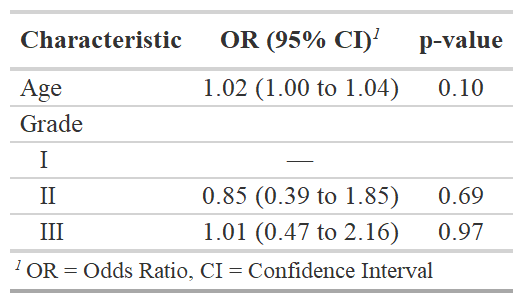 Characteristic OR (95% CI)¹ p-value
Age 1.02 (1.00 to 1.04) 0.10
Grade
I —
II 0.85 (0.39 to 1.85) 0.69
III 1.01 (0.47 to 2.16) 0.97
¹ OR = Odds Ratio, CI = Confidence Interval